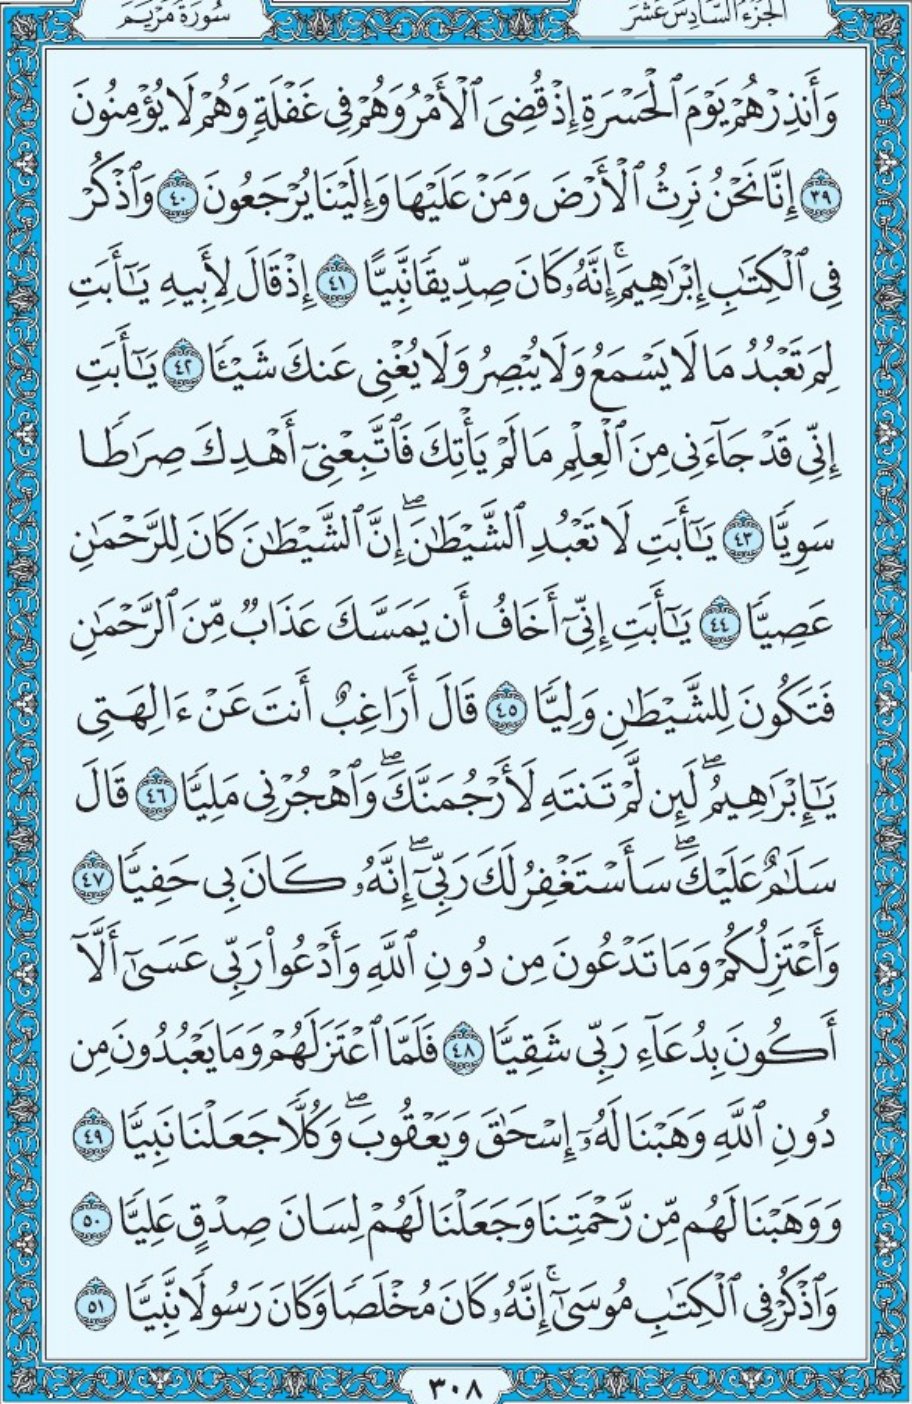 الجزء السادس عشر
سورة مريم
وَأَنذِرْهُمْ يَوْمَ ٱلْحَسْرَةِ إِذْ قُضِىَ ٱلْأَمْرُ وَهُمْ فِى غَفْلَةٍ وَهُمْ لَا يُؤْمِنُونَ
٣٩ إِنَّا نَحْنُ نَرِثُ ٱلْأَرْضَ وَمَنْ عَلَيْهَا وَإِلَيْنَا يُرْجَعُونَ ٤٠ وَٱذْكُرْ
فِى ٱلْكِتَٰبِ إِبْرَٰهِيمَ ۚ إِنَّهُۥ كَانَ صِدِّيقًا نَّبِيًّا ٤١ إِذْ قَالَ لِأَبِيهِ يَٰٓأَبَتِ
لِمَ تَعْبُدُ مَا لَا يَسْمَعُ وَلَا يُبْصِرُ وَلَا يُغْنِى عَنكَ شَيْـًٔا ٤٢ يَٰٓأَبَتِ
إِنِّى قَدْ جَآءَنِى مِنَ ٱلْعِلْمِ مَا لَمْ يَأْتِكَ فَٱتَّبِعْنِىٓ أَهْدِكَ صِرَٰطًا
سَوِيًّا ٤٣ يَٰٓأَبَتِ لَا تَعْبُدِ ٱلشَّيْطَٰنَ ۖ إِنَّ ٱلشَّيْطَٰنَ كَانَ لِلرَّحْمَٰنِ
عَصِيًّا ٤٤ يَٰٓأَبَتِ إِنِّىٓ أَخَافُ أَن يَمَسَّكَ عَذَابٌ مِّنَ ٱلرَّحْمَٰنِ
فَتَكُونَ لِلشَّيْطَٰنِ وَلِيًّا ٤٥ قَالَ أَرَاغِبٌ أَنتَ عَنْ ءَالِهَتِى
يَٰٓإِبْرَٰهِيمُ ۖ لَئِن لَّمْ تَنتَهِ لَأَرْجُمَنَّكَ ۖ وَٱهْجُرْنِى مَلِيًّا ٤٦ قَالَ
سَلَٰمٌ عَلَيْكَ ۖ سَأَسْتَغْفِرُ لَكَ رَبِّىٓ ۖ إِنَّهُۥ كَانَ بِى حَفِيًّا ٤٧
وَأَعْتَزِلُكُمْ وَمَا تَدْعُونَ مِن دُونِ ٱللَّهِ وَأَدْعُوا۟ رَبِّى عَسَىٰٓ أَلَّآ
أَكُونَ بِدُعَآءِ رَبِّى شَقِيًّا ٤٨ فَلَمَّا ٱعْتَزَلَهُمْ وَمَا يَعْبُدُونَ مِن
دُونِ ٱللَّهِ وَهَبْنَا لَهُۥٓ إِسْحَٰقَ وَيَعْقُوبَ ۖ وَكُلًّا جَعَلْنَا نَبِيًّا ٤٩
وَوَهَبْنَا لَهُم مِّن رَّحْمَتِنَا وَجَعَلْنَا لَهُمْ لِسَانَ صِدْقٍ عَلِيًّا ٥٠
وَٱذْكُرْ فِى ٱلْكِتَٰبِ مُوسَىٰٓ ۚ إِنَّهُۥ كَانَ مُخْلَصًا وَكَانَ رَسُولًا نَّبِيًّا ٥١
٣٠٨